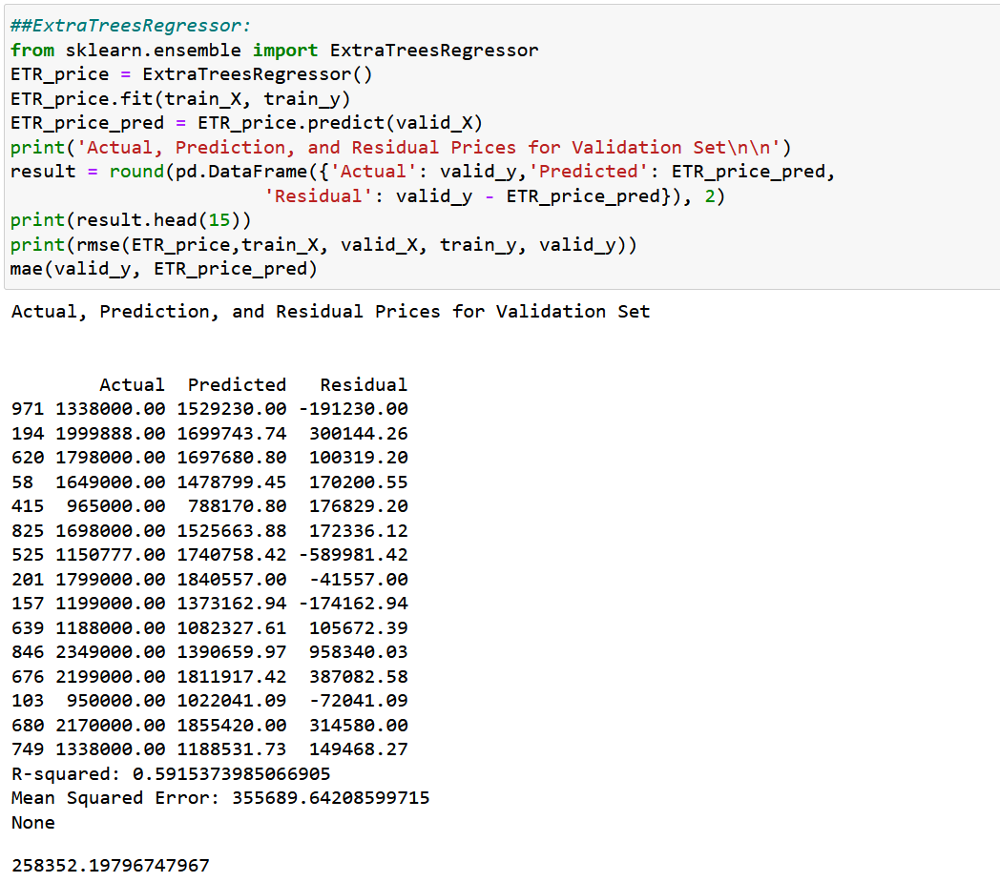 ##ExtraTreesRegressor:
from sklearn.ensemble import ExtraTreesRegressor
ETR_price = ExtraTreesRegressor()
ETR_price.fit(train_X, train_y)
ETR_price_pred = ETR_price.predict(valid_X)
print('Actual, Prediction, and Residual Prices for Validation Set\n\n')
result = round(pd.DataFrame({'Actual': valid_y,'Predicted': ETR_price_pred,
                       'Residual': valid_y - ETR_price_pred}), 2)
print(result.head(15))
print(rmse(ETR_price,train_X, valid_X, train_y, valid_y))
mae(valid_y, ETR_price_pred)
Actual, Prediction, and Residual Prices for Validation Set
        Actual  Predicted   Residual
971 1338000.00 1529230.00 -191230.00
194 1999888.00 1699743.74  300144.26
620 1798000.00 1697680.80  100319.20
58  1649000.00 1478799.45  170200.55
415  965000.00  788170.80  176829.20
825 1698000.00 1525663.88  172336.12
525 1150777.00 1740758.42 -589981.42
201 1799000.00 1840557.00  -41557.00
157 1199000.00 1373162.94 -174162.94
639 1188000.00 1082327.61  105672.39
846 2349000.00 1390659.97  958340.03
676 2199000.00 1811917.42  387082.58
103  950000.00 1022041.09  -72041.09
680 2170000.00 1855420.00  314580.00
749 1338000.00 1188531.73  149468.27
R-squared: 0.5915373985066905
Mean Squared Error: 355689.64208599715
None
258352.19796747967